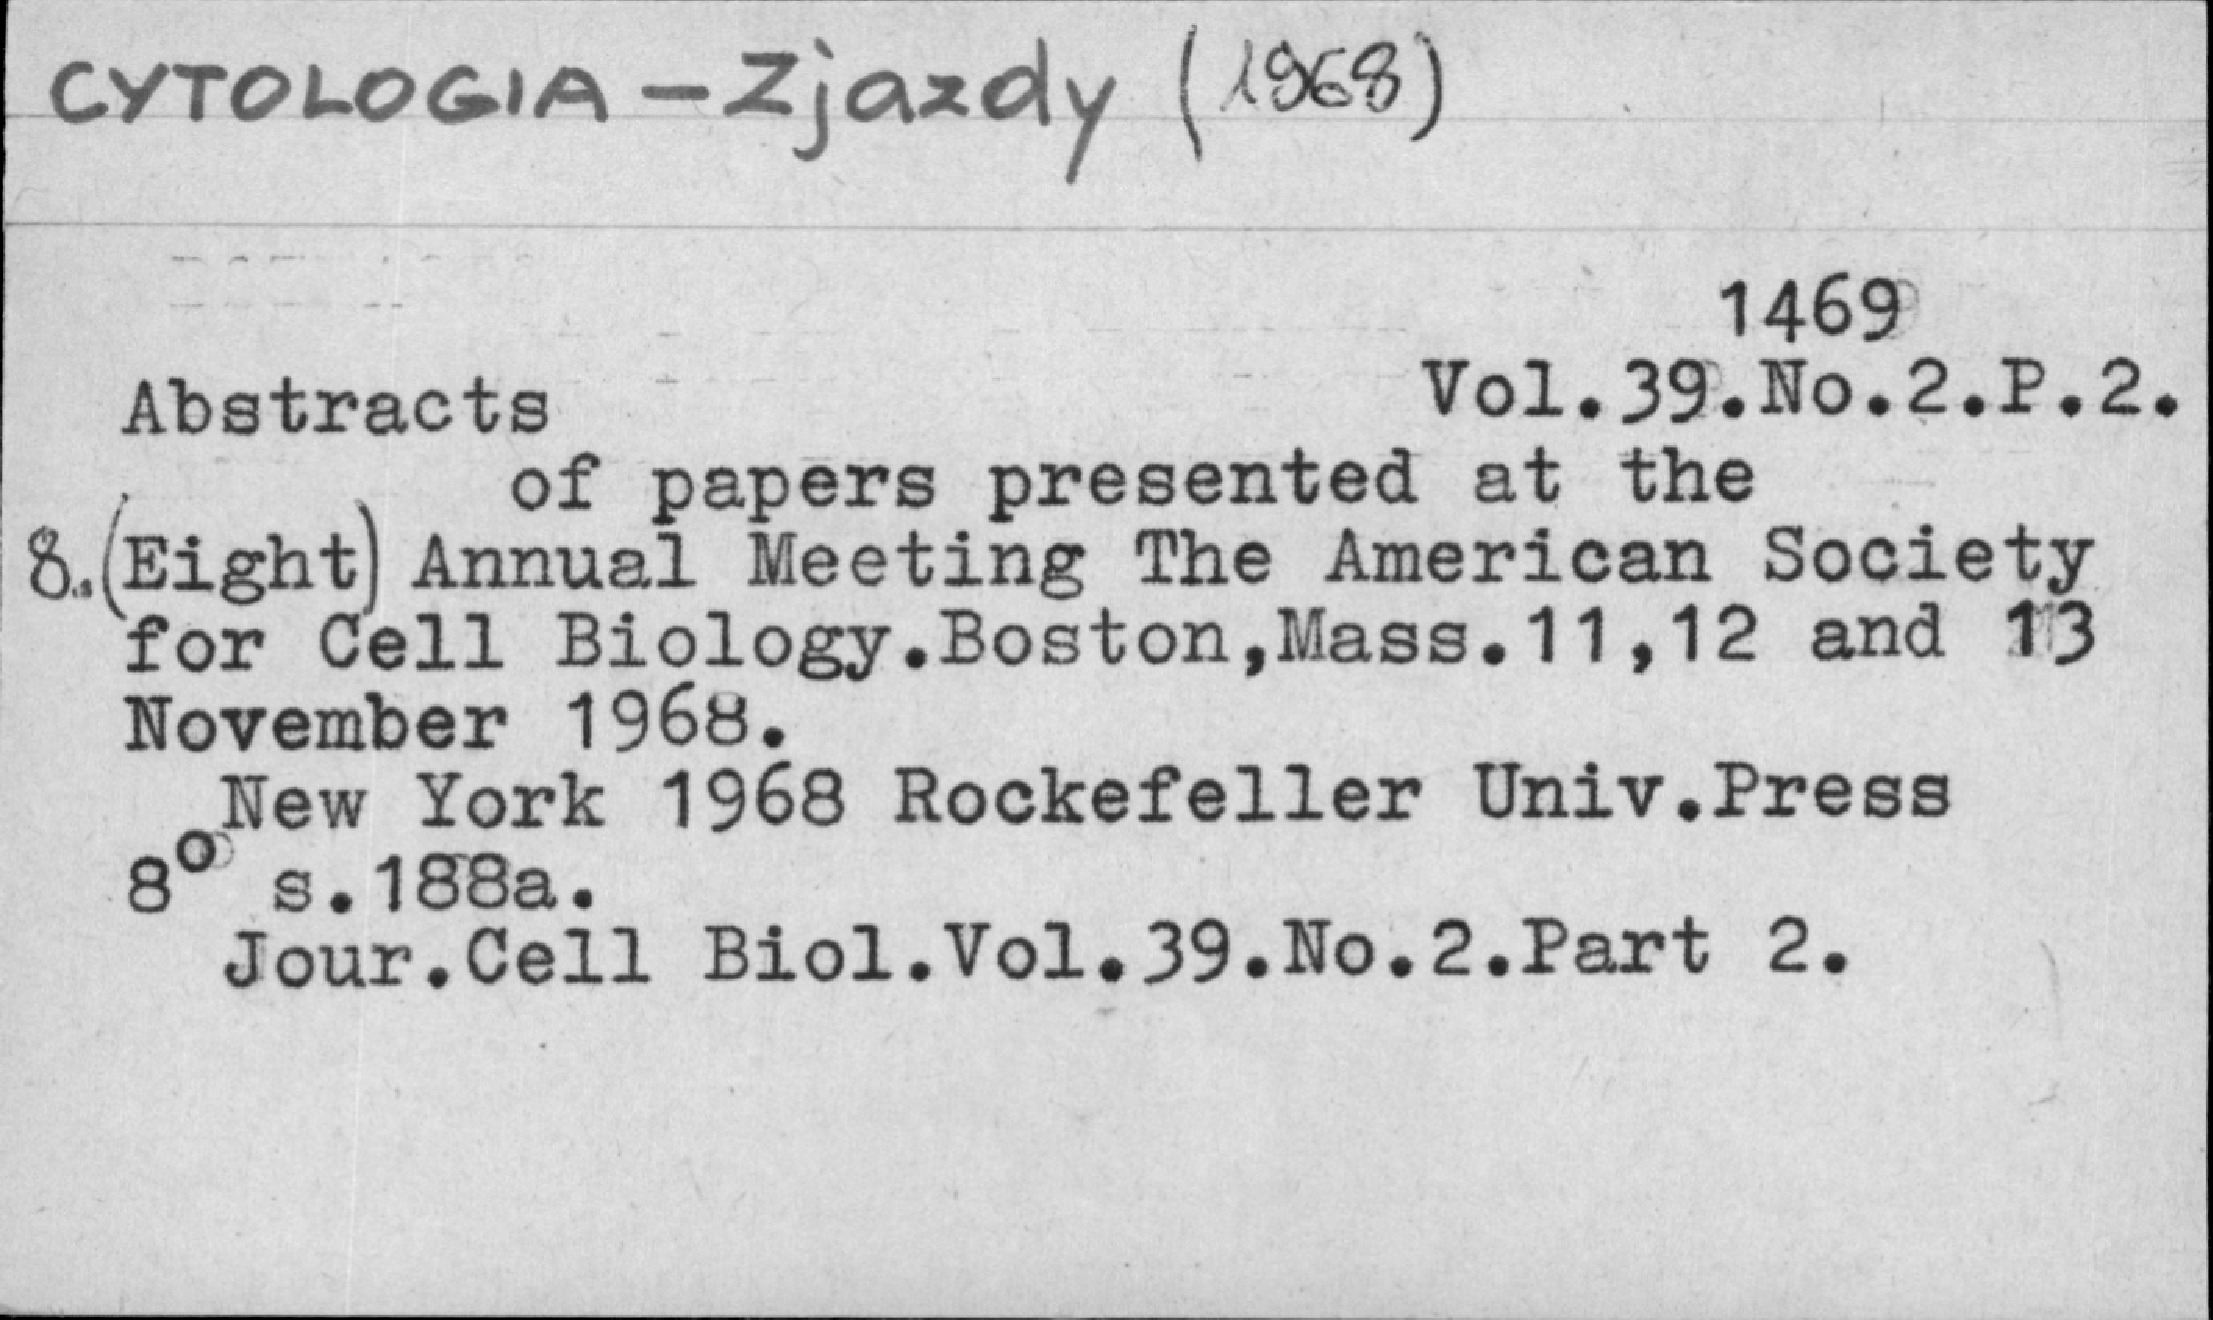 CYTOLOGIA - Zjazdy (1968)
1469
Vol.39.No.2.P.2.
Abstracts
of papers presented at the
8.(Eight) Annual Meeting The American Society
for Cell Biology.Boston,Mass.11,12 and 13
November 1968.
New York 1968 Rockefeller Univ.Press
8° s.188a.
Jour.Cell Biol.Vol.39.No.2.Part 2.